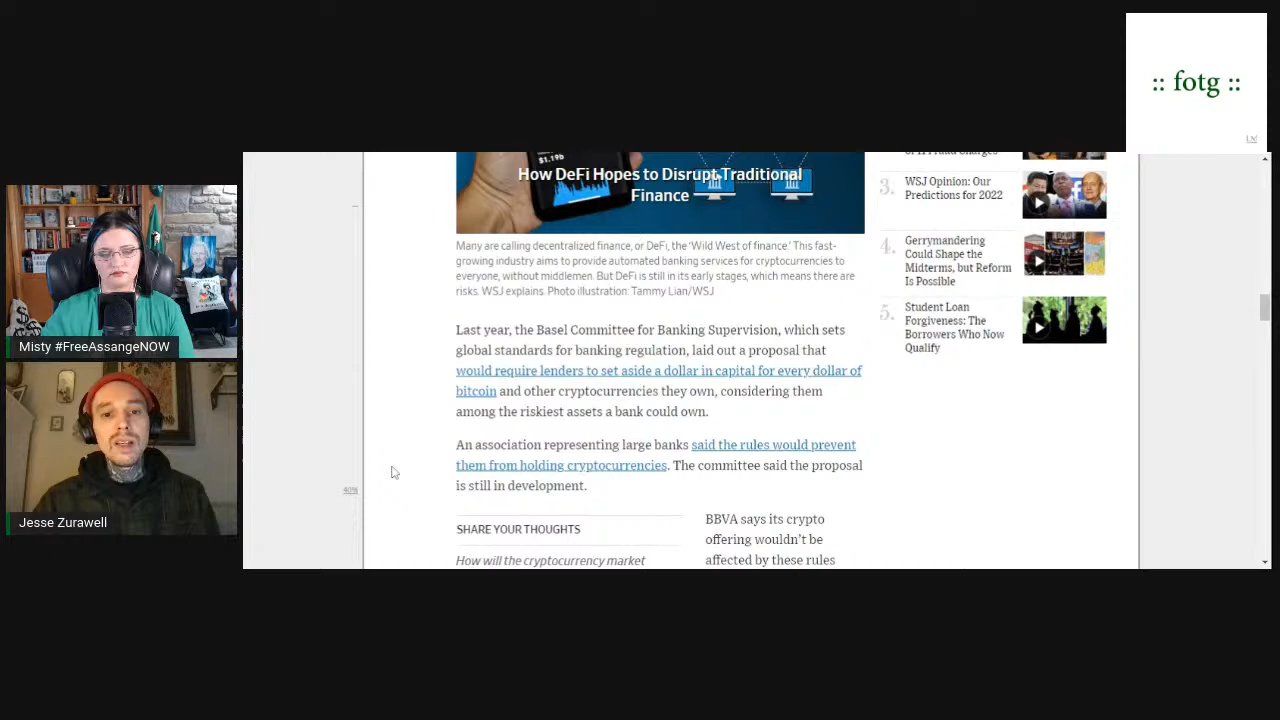 :: fotg ::
$1.19b
How DeFi Hopes to Disrupt Traditional
Finance
Many are calling decentralized finance, or DeFi, the ‘Wild West of finance.’ This fast-
growing industry aims to provide automated banking services for cryptocurrencies to
everyone, without middlemen. But DeFi is still in its early stages, which means there are
risks. WSJ explains. Photo illustration: Tammy Lian/WSJ
Last year, the Basel Committee for Banking Supervision, which sets
global standards for banking regulation, laid out a proposal that
would require lenders to set aside a dollar in capital for every dollar of
bitcoin and other cryptocurrencies they own, considering them
among the riskiest assets a bank could own.
An association representing large banks said the rules would prevent
them from holding cryptocurrencies. The committee said the proposal
is still in development.
40%
SHARE YOUR THOUGHTS
How will the cryptocurrency market
BBVA says its crypto
offering wouldn’t be
affected by these rules
3.
WSJ Opinion: Our
Predictions for 2022
4.
Gerrymandering
Could Shape the
Midterms, but Reform
Is Possible
5.
Student Loan
Forgiveness: The
Borrowers Who Now
Qualify
Misty #FreeAssangeNOW
Jesse Zurawell